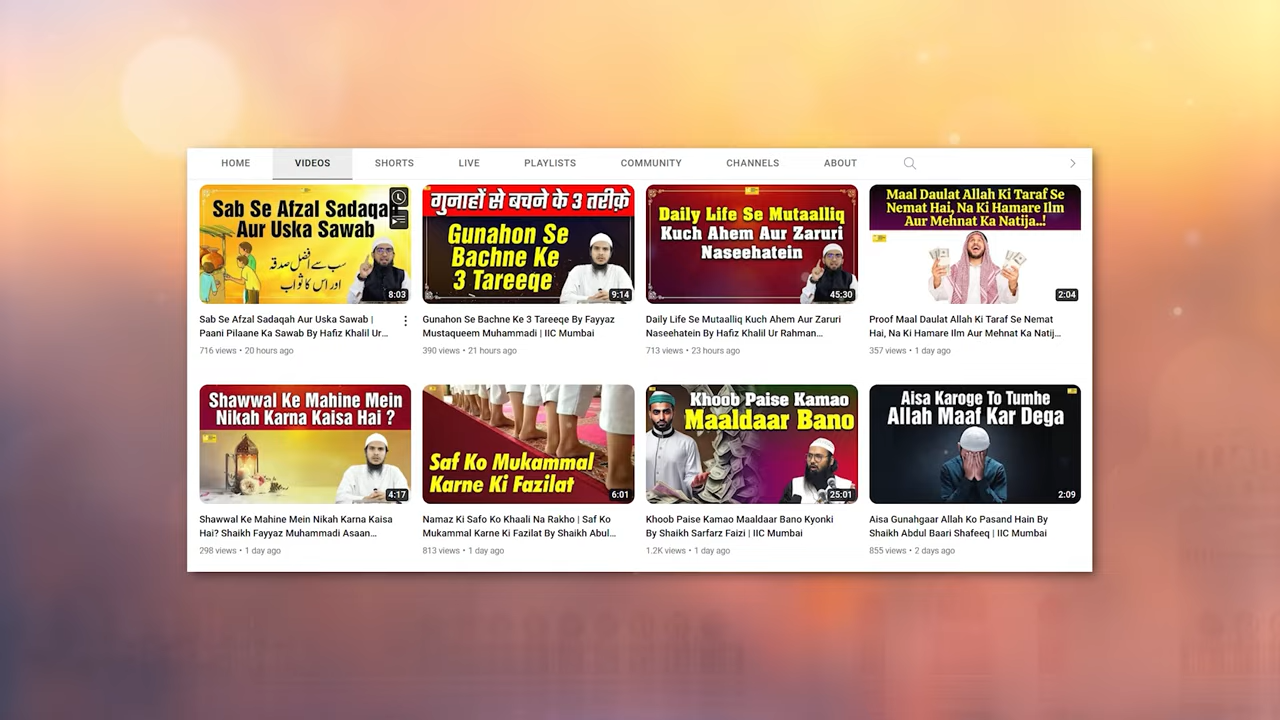 HOME
VIDEOS
SHORTS
LIVE
PLAYLISTS
COMMUNITY
CHANNELS
ABOUT
Sab Se Afzal Sadaqa
Aur Uska Sawab
سب سے افضل صدقہ
اور اس کا ثواب
8:03
Sab Se Afzal Sadaqah Aur Uska Sawab |
Paani Pilaane Ka Sawab By Hafiz Khalil Ur...
716 views • 20 hours ago
गुनाहों से बचने के 3 तरीक़े
Gunahon Se
Bachne Ke
3 Tareeqe
9:14
Gunahon Se Bachne Ke 3 Tareeqe By Fayyaz
Mustaqueem Muhammadi | IIC Mumbai
390 views • 21 hours ago
Daily Life Se Mutaalliq
Kuch Ahem Aur Zaruri
Naseehatein
45:30
Daily Life Se Mutaalliq Kuch Ahem Aur Zaruri
Naseehatein By Hafiz Khalil Ur Rahman...
713 views • 23 hours ago
Maal Daulat Allah Ki Taraf Se
Nemat Hai, Na Ki Hamare Ilm
Aur Mehnat Ka Natija..!
2:04
Proof Maal Daulat Allah Ki Taraf Se Nemat
Hai, Na Ki Hamare Ilm Aur Mehnat Ka Natij...
357 views • 1 day ago
Shawwal Ke Mahine Mein
Nikah Karna Kaisa Hai ?
4:17
Shawwal Ke Mahine Mein Nikah Karna Kaisa
Hai? Shaikh Fayyaz Muhammadi Asaan...
298 views • 1 day ago
Saf Ko Mukammal
Karne Ki Fazilat
6:01
Namaz Ki Safo Ko Khaali Na Rakho | Saf Ko
Mukammal Karne Ki Fazilat By Shaikh Abul...
813 views • 1 day ago
Khoob Paise Kamao
Maaldaar Bano
25:01
Khoob Paise Kamao Maaldaar Bano Kyonki
By Shaikh Sarfarz Faizi | IIC Mumbai
1.2K views • 1 day ago
Aisa Karoge To Tumhe
Allah Maaf Kar Dega
2:09
Aisa Gunahgaar Allah Ko Pasand Hain By
Shaikh Abdul Baari Shafeeq | IIC Mumbai
855 views • 2 days ago